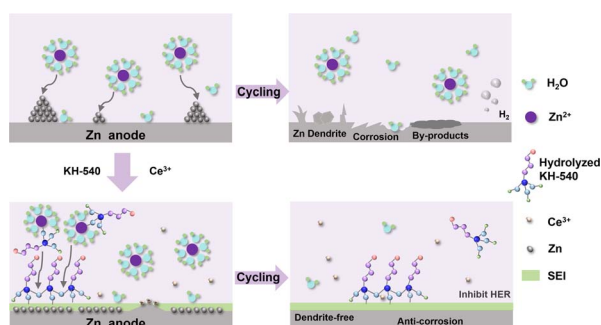 Zn anode
Cycling
H₂
Zn Dendrite
Corrosion
By-products
H₂O
Zn²⁺
Hydrolyzed
KH-540
Ce³⁺
Zn
SEI
KH-540
Ce³⁺
Zn anode
Cycling
Inhibit HER
Dendrite-free
Anti-corrosion